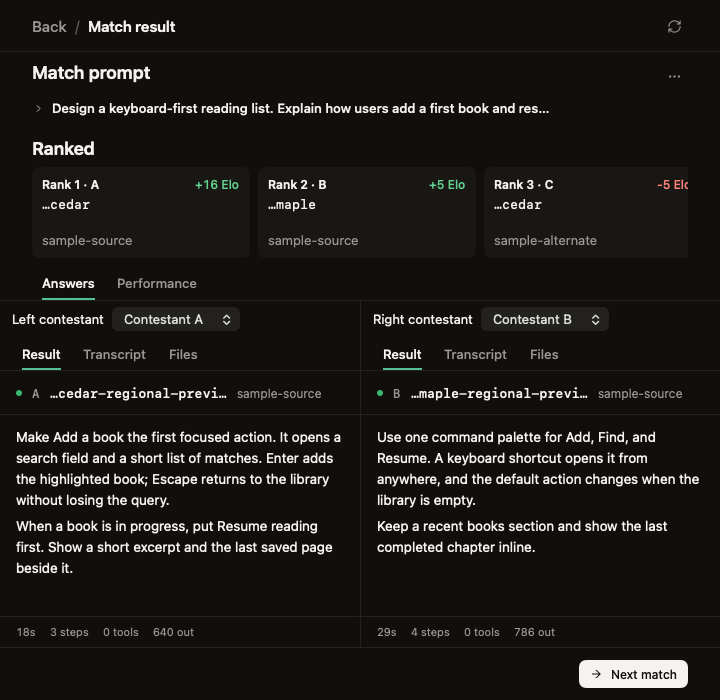 Back / Match result
Match prompt
...
Design a keyboard-first reading list. Explain how users add a first book and res...
Ranked
Rank 1 · A +16 Elo
…cedar
sample-source
Rank 2 · B +5 Elo
…maple
sample-source
Rank 3 · C -5 Elo
…cedar
sample-alternate
Answers Performance
Left contestant Contestant A
Result Transcript Files
A …cedar-regional-previ… sample-source
Make Add a book the first focused action. It opens a
search field and a short list of matches. Enter adds
the highlighted book; Escape returns to the library
without losing the query.
When a book is in progress, put Resume reading
first. Show a short excerpt and the last saved page
beside it.
18s 3 steps 0 tools 640 out
Right contestant Contestant B
Result Transcript Files
B …maple-regional-previ… sample-source
Use one command palette for Add, Find, and
Resume. A keyboard shortcut opens it from
anywhere, and the default action changes when the
library is empty.
Keep a recent books section and show the last
completed chapter inline.
29s 4 steps 0 tools 786 out
→ Next match